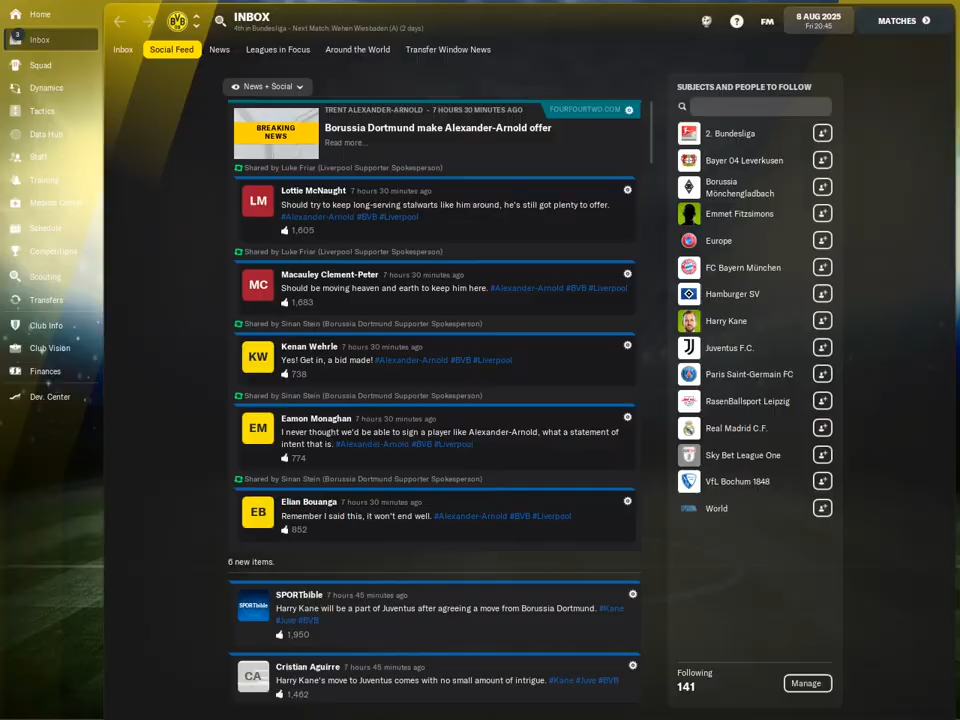 Home
3
Inbox
Squad
Dynamics
Tactics
Data Hub
Staff
Training
Medical Centre
Schedule
Competitions
Scouting
Transfers
Club Info
Club Vision
Finances
Dev. Center
BVB
09
INBOX
4th in Bundesliga - Next Match: Wehen Wiesbaden (A) (2 days)
?
FM
8 AUG 2025
Fri 20:45
MATCHES
Inbox
Social Feed
News
Leagues in Focus
Around the World
Transfer Window News
News + Social
BREAKING
NEWS
TRENT ALEXANDER-ARNOLD - 7 HOURS 30 MINUTES AGO
FOURFOURTWO.COM
Borussia Dortmund make Alexander-Arnold offer
Read more...
Shared by Luke Friar (Liverpool Supporter Spokesperson)
LM
Lottie McNaught 7 hours 30 minutes ago
Should try to keep long-serving stalwarts like him around, he's still got plenty to offer.
#Alexander-Arnold #BVB #Liverpool
1,605
Shared by Luke Friar (Liverpool Supporter Spokesperson)
MC
Macauley Clement-Peter 7 hours 30 minutes ago
Should be moving heaven and earth to keep him here. #Alexander-Arnold #BVB #Liverpool
1,683
Shared by Sinan Stein (Borussia Dortmund Supporter Spokesperson)
KW
Kenan Wehrle 7 hours 30 minutes ago
Yes! Get in, a bid made! #Alexander-Arnold #BVB #Liverpool
738
Shared by Sinan Stein (Borussia Dortmund Supporter Spokesperson)
EM
Eamon Monaghan 7 hours 30 minutes ago
I never thought we'd be able to sign a player like Alexander-Arnold, what a statement of
intent that is. #Alexander-Arnold #BVB #Liverpool
774
Shared by Sinan Stein (Borussia Dortmund Supporter Spokesperson)
EB
Elian Bouanga 7 hours 30 minutes ago
Remember I said this, it won't end well. #Alexander-Arnold #BVB #Liverpool
852
6 new items.
SPORTbible
SPORTbible 7 hours 45 minutes ago
Harry Kane will be a part of Juventus after agreeing a move from Borussia Dortmund. #Kane
#Juve #BVB
1,950
CA
Cristian Aguirre 7 hours 45 minutes ago
Harry Kane's move to Juventus comes with no small amount of intrigue. #Kane #Juve #BVB
1,462
SUBJECTS AND PEOPLE TO FOLLOW
2. Bundesliga
Bayer 04 Leverkusen
Borussia
Mönchengladbach
Emmet Fitzsimons
Europe
FC Bayern München
Hamburger SV
Harry Kane
Juventus F.C.
Paris Saint-Germain FC
RasenBallsport Leipzig
Real Madrid C.F.
Sky Bet League One
VfL Bochum 1848
World
Following
141
Manage